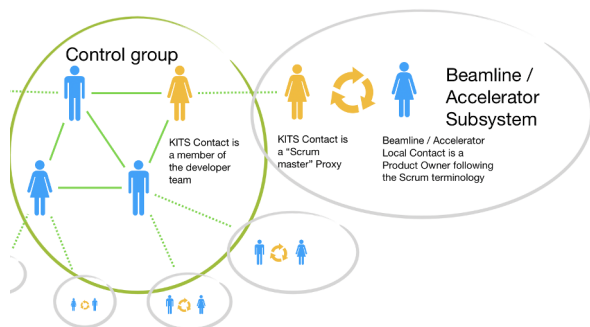 Control group
KITS Contact is
a member of
the developer
team
KITS Contact is
a “Scrum
master” Proxy
Beamline /
Accelerator
Subsystem
Beamline / Accelerator
Local Contact is a
Product Owner following
the Scrum terminology